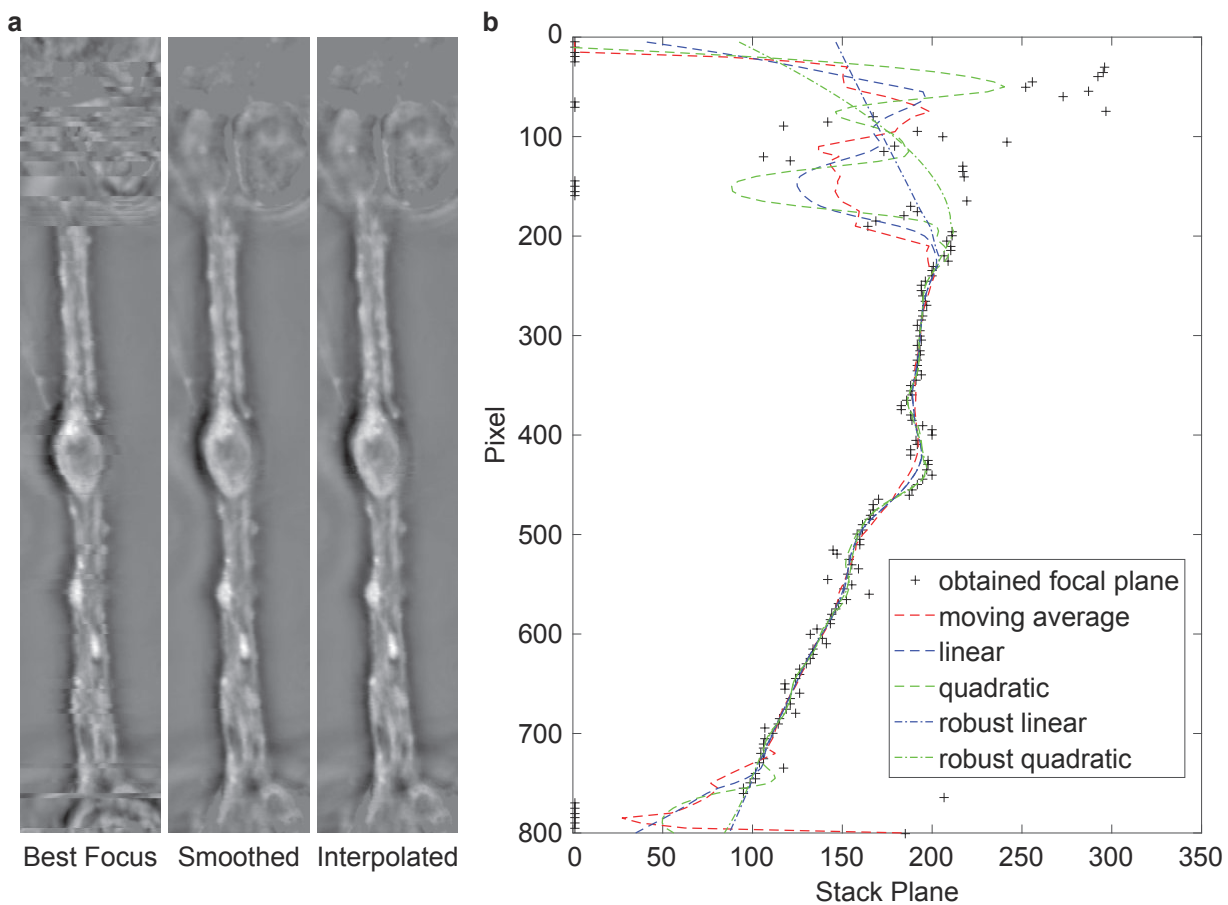 a
Best Focus
Smoothed
Interpolated
b
0
100
200
300
400
500
600
700
800
Pixel
0
50
100
150
200
250
300
350
Stack Plane
obtained focal plane
moving average
linear
quadratic
robust linear
robust quadratic